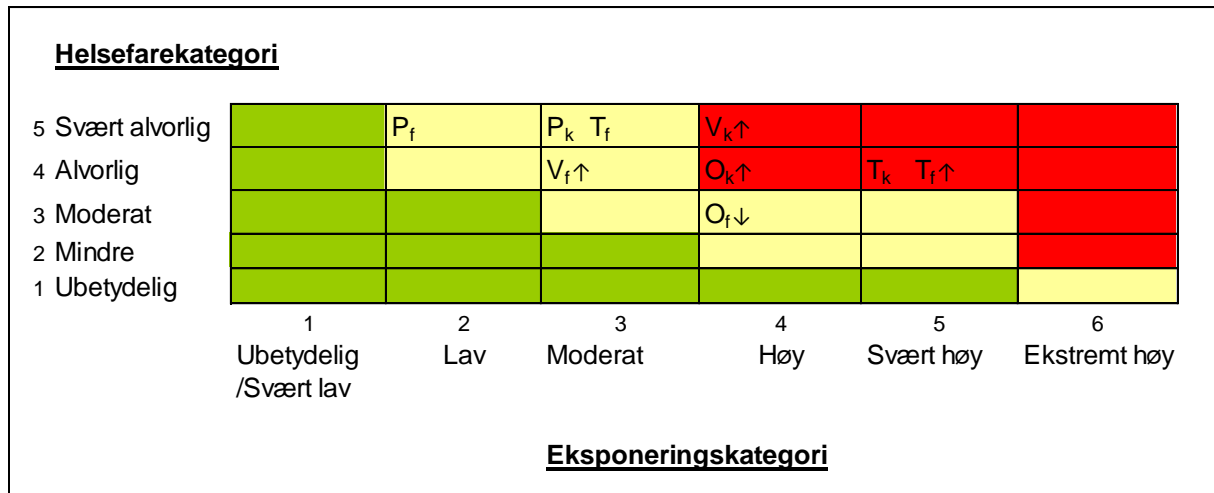 Helsefarekategori
5 Svært alvorlig P_f P_k T_f V_k↑
4 Alvorlig V_f↑ O_k↑ T_k T_f↑
3 Moderat O_f↓
2 Mindre
1 Ubetydelig
1 2 3 4 5 6
Ubetydelig Lav Moderat Høy Svært høy Ekstremt høy
/Svært lav
Eksponeringskategori